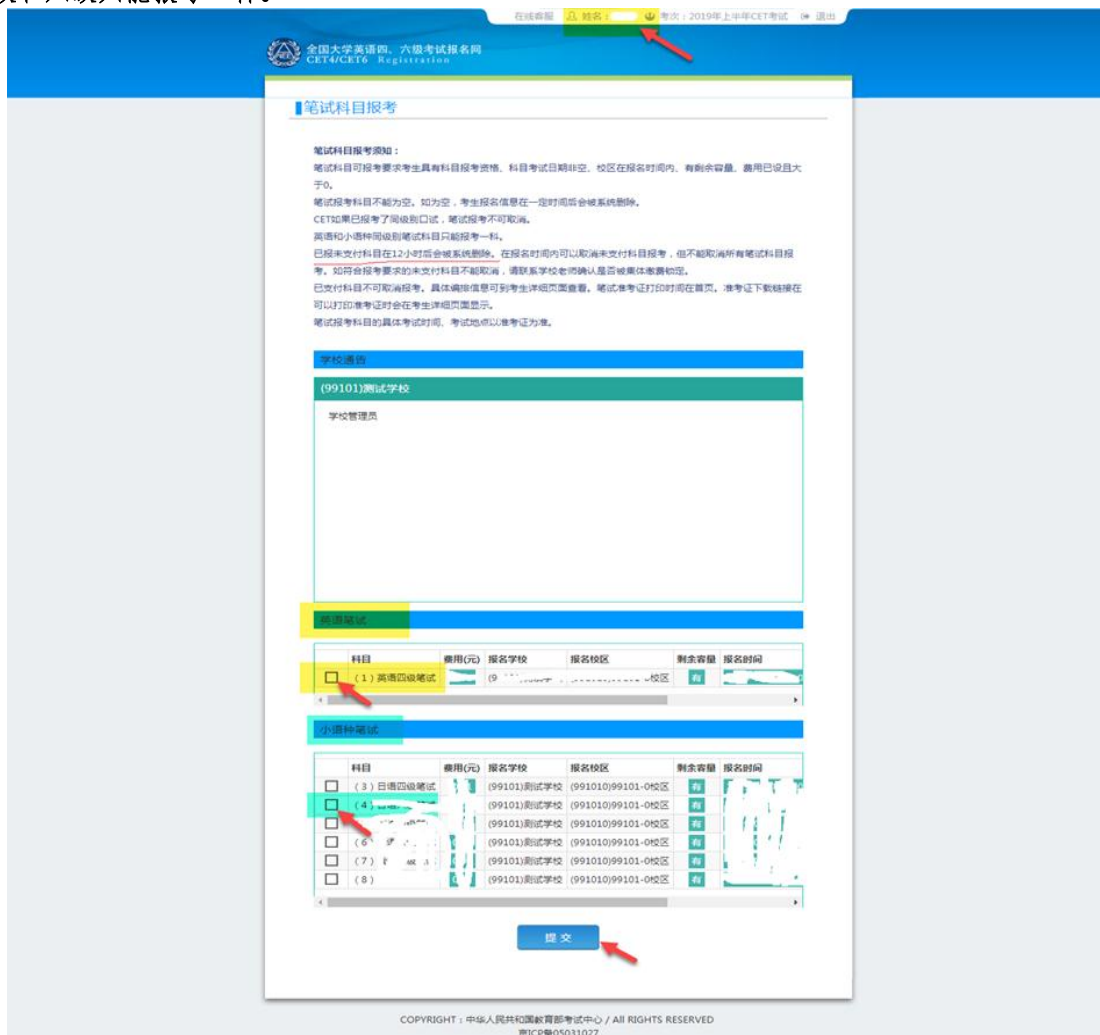 在线客服 姓名： 考次：2019年上半年CET考试 退出
全国大学英语四、六级考试报名网
CET4/CET6 Registration
笔试科目报考
笔试科目报考须知：
笔试科目可报考要求考生具有科目报考资格、科目考试日期非空、校区在报名时间内、有剩余容量、费用已设且大
于0。
笔试报考科目不能为空。如为空，考生报名信息在一定时间后会被系统删除。
CET如果已报考了同级别口试，笔试报考不可取消。
英语和小语种同级别笔试科目只能报考一科。
已报未支付科目在12小时后会被系统删除。在报名时间内可以取消未支付科目报考，但不能取消所有笔试科目报
考。如符合报考要求的未支付科目不能取消，请联系学校老师确认是否被集体缴费锁定。
已支付科目不可取消报考。具体编排信息可到考生详细页面查看。笔试准考证打印时间在首页。准考证下载链接在
可以打印准考证时会在考生详细页面显示。
笔试报考科目的具体考试时间、考试地点以准考证为准。
学校通告
(99101)测试学校
学校管理员
英语笔试
科目 费用(元) 报名学校 报名校区 剩余容量 报名时间
（1）英语四级笔试 (9 校区 有
小语种笔试
科目 费用(元) 报名学校 报名校区 剩余容量 报名时间
（3）日语四级笔试 (99101)测试学校 (991010)99101-0校区 有
（4） (99101)测试学校 (991010)99101-0校区 有
(99101)测试学校 (991010)99101-0校区 有
（6 (99101)测试学校 (991010)99101-0校区 有
（7） (99101)测试学校 (991010)99101-0校区 有
（8） (99101)测试学校 (991010)99101-0校区 有
提 交
COPYRIGHT：中华人民共和国教育部考试中心 / All RIGHTS RESERVED
京ICP备05031027